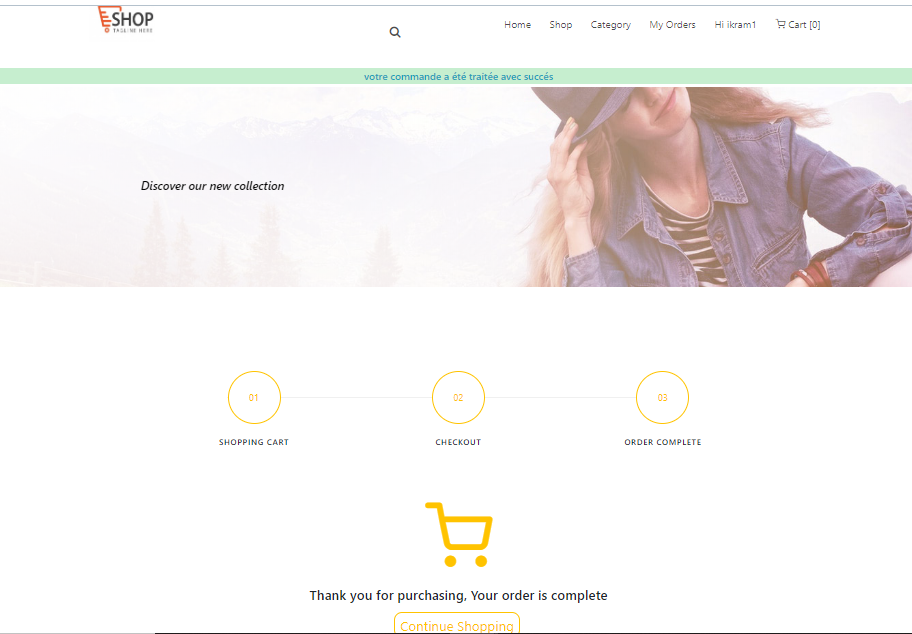 SHOP
TAGLINE HERE
Home Shop Category My Orders Hi ikram1 Cart [0]
votre commande a été traitée avec succés
Discover our new collection
01 02 03
SHOPPING CART CHECKOUT ORDER COMPLETE
Thank you for purchasing, Your order is complete
Continue Shopping